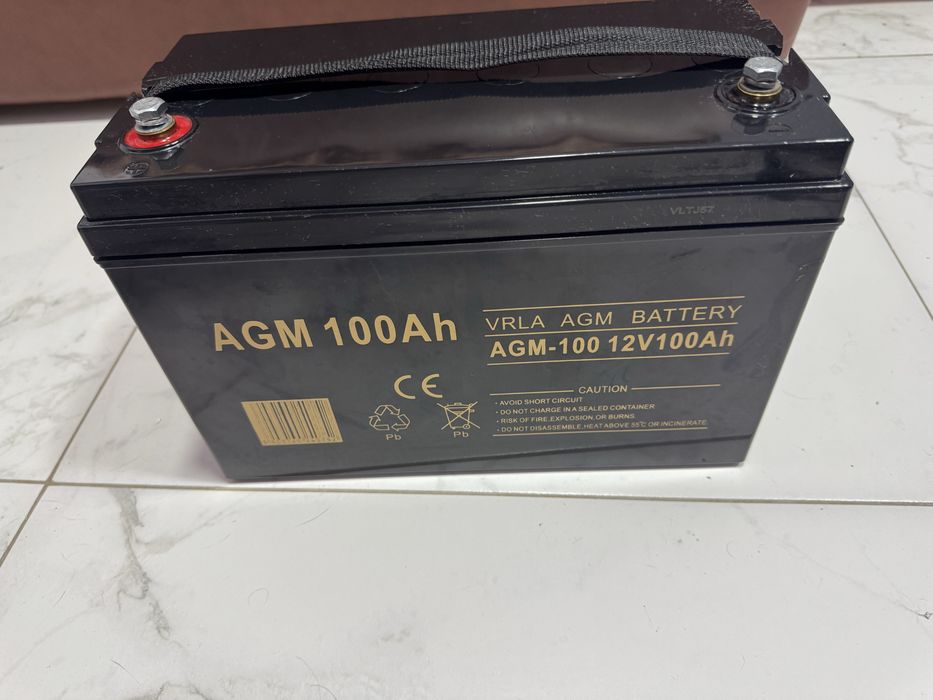 VLTJ57
AGM 100Ah
VRLA AGM BATTERY
AGM-100 12V100Ah
CE
CAUTION
• AVOID SHORT CIRCUIT
• DO NOT CHARGE IN A SEALED CONTAINER
• RISK OF FIRE, EXPLOSION, OR BURNS.
• DO NOT DISASSEMBLE, HEAT ABOVE 55°C OR INCINERATE
Pb
Pb